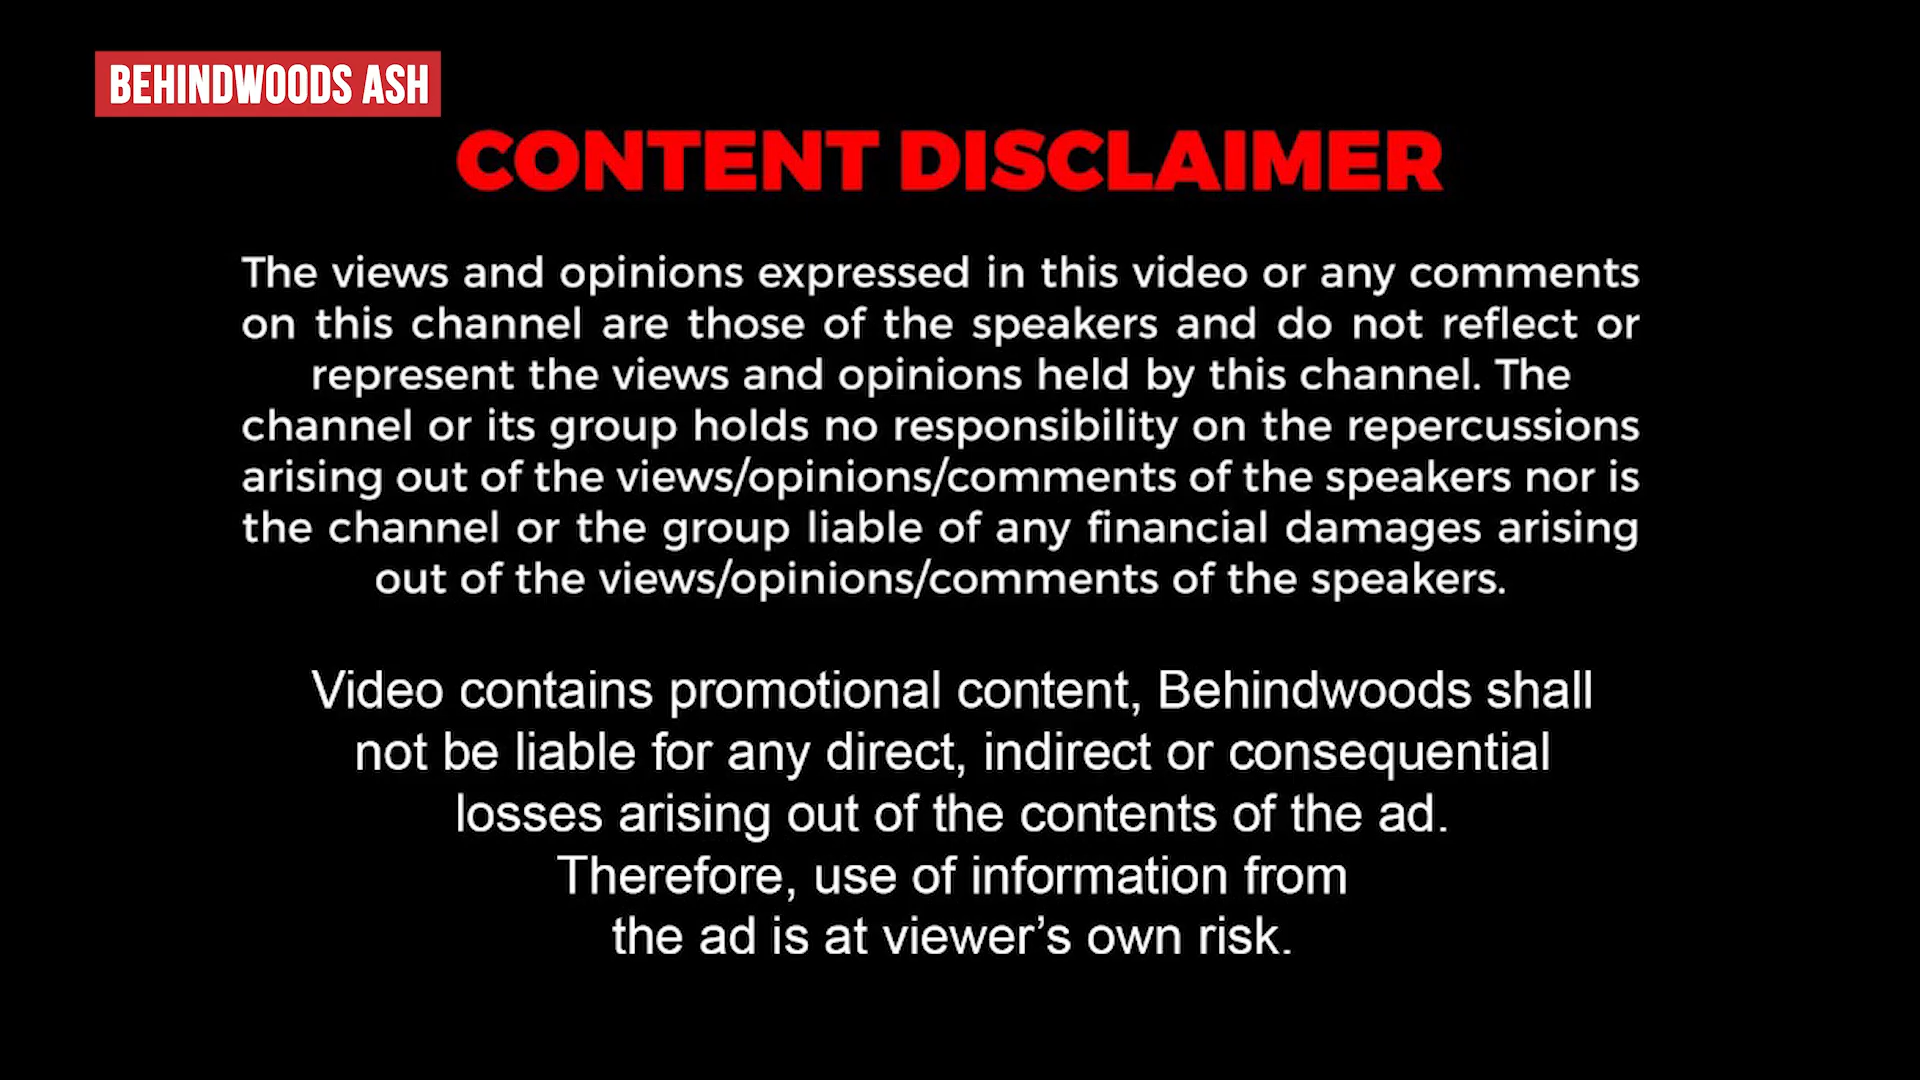 BEHINDWOODS ASH
CONTENT DISCLAIMER
The views and opinions expressed in this video or any comments
on this channel are those of the speakers and do not reflect or
represent the views and opinions held by this channel. The
channel or its group holds no responsibility on the repercussions
arising out of the views/opinions/comments of the speakers nor is
the channel or the group liable of any financial damages arising
out of the views/opinions/comments of the speakers.
Video contains promotional content, Behindwoods shall
not be liable for any direct, indirect or consequential
losses arising out of the contents of the ad.
Therefore, use of information from
the ad is at viewer’s own risk.